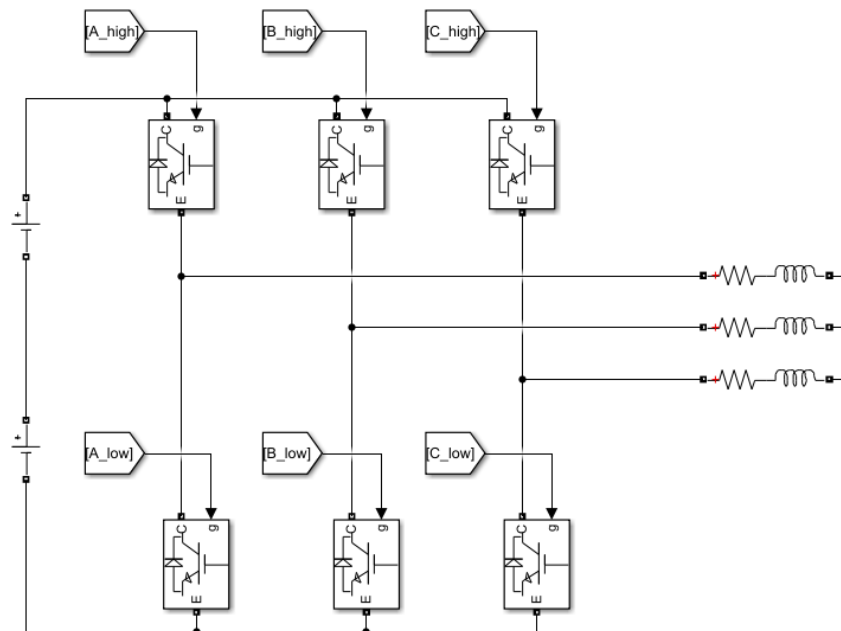 [A_high] [B_high] [C_high]
C g C g C g
E E E
+
+ + +
+
[A_low] [B_low] [C_low]
C g C g C g
E E E